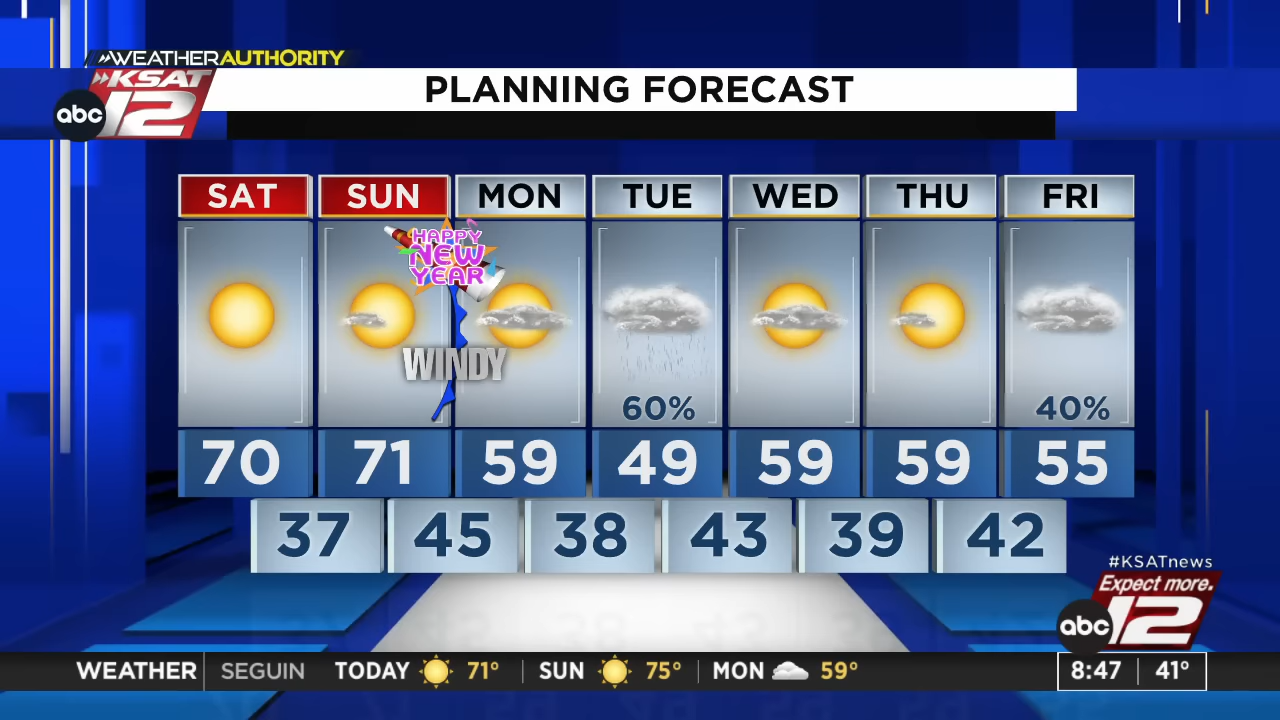 WEATHERAUTHORITY
KSAT
abc 12
PLANNING FORECAST
SAT SUN MON TUE WED THU FRI
HAPPY
NEW
YEAR
WINDY
60% 40%
70 71 59 49 59 59 55
37 45 38 43 39 42
#KSATnews
Expect more.
abc 12
WEATHER SEGUIN TODAY 71° SUN 75° MON 59° 8:47 41°